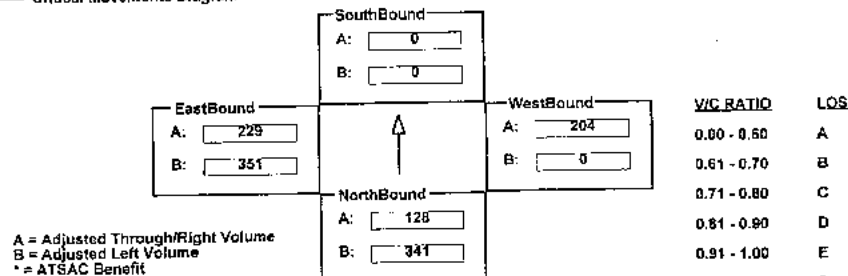 SouthBound
A: 0
B: 0
EastBound
A: 229
B: 351
WestBound
A: 204
B: 0
NorthBound
A: 128
B: 341
A = Adjusted Through/Right Volume
B = Adjusted Left Volume
* = ATSAC Benefit
V/C RATIO LOS
0.00 - 0.60 A
0.61 - 0.70 B
0.71 - 0.80 C
0.81 - 0.90 D
0.91 - 1.00 E